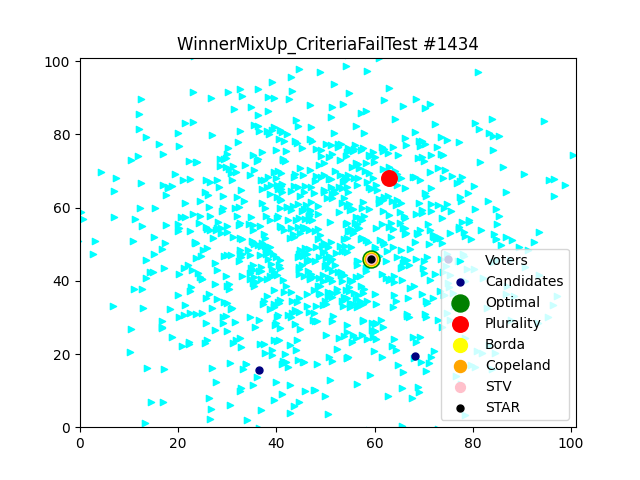 WinnerMixUp_CriteriaFailTest #1434
100
80
60
40
20
0
0
20
40
60
80
100
Voters
Candidates
Optimal
Plurality
Borda
Copeland
STV
STAR